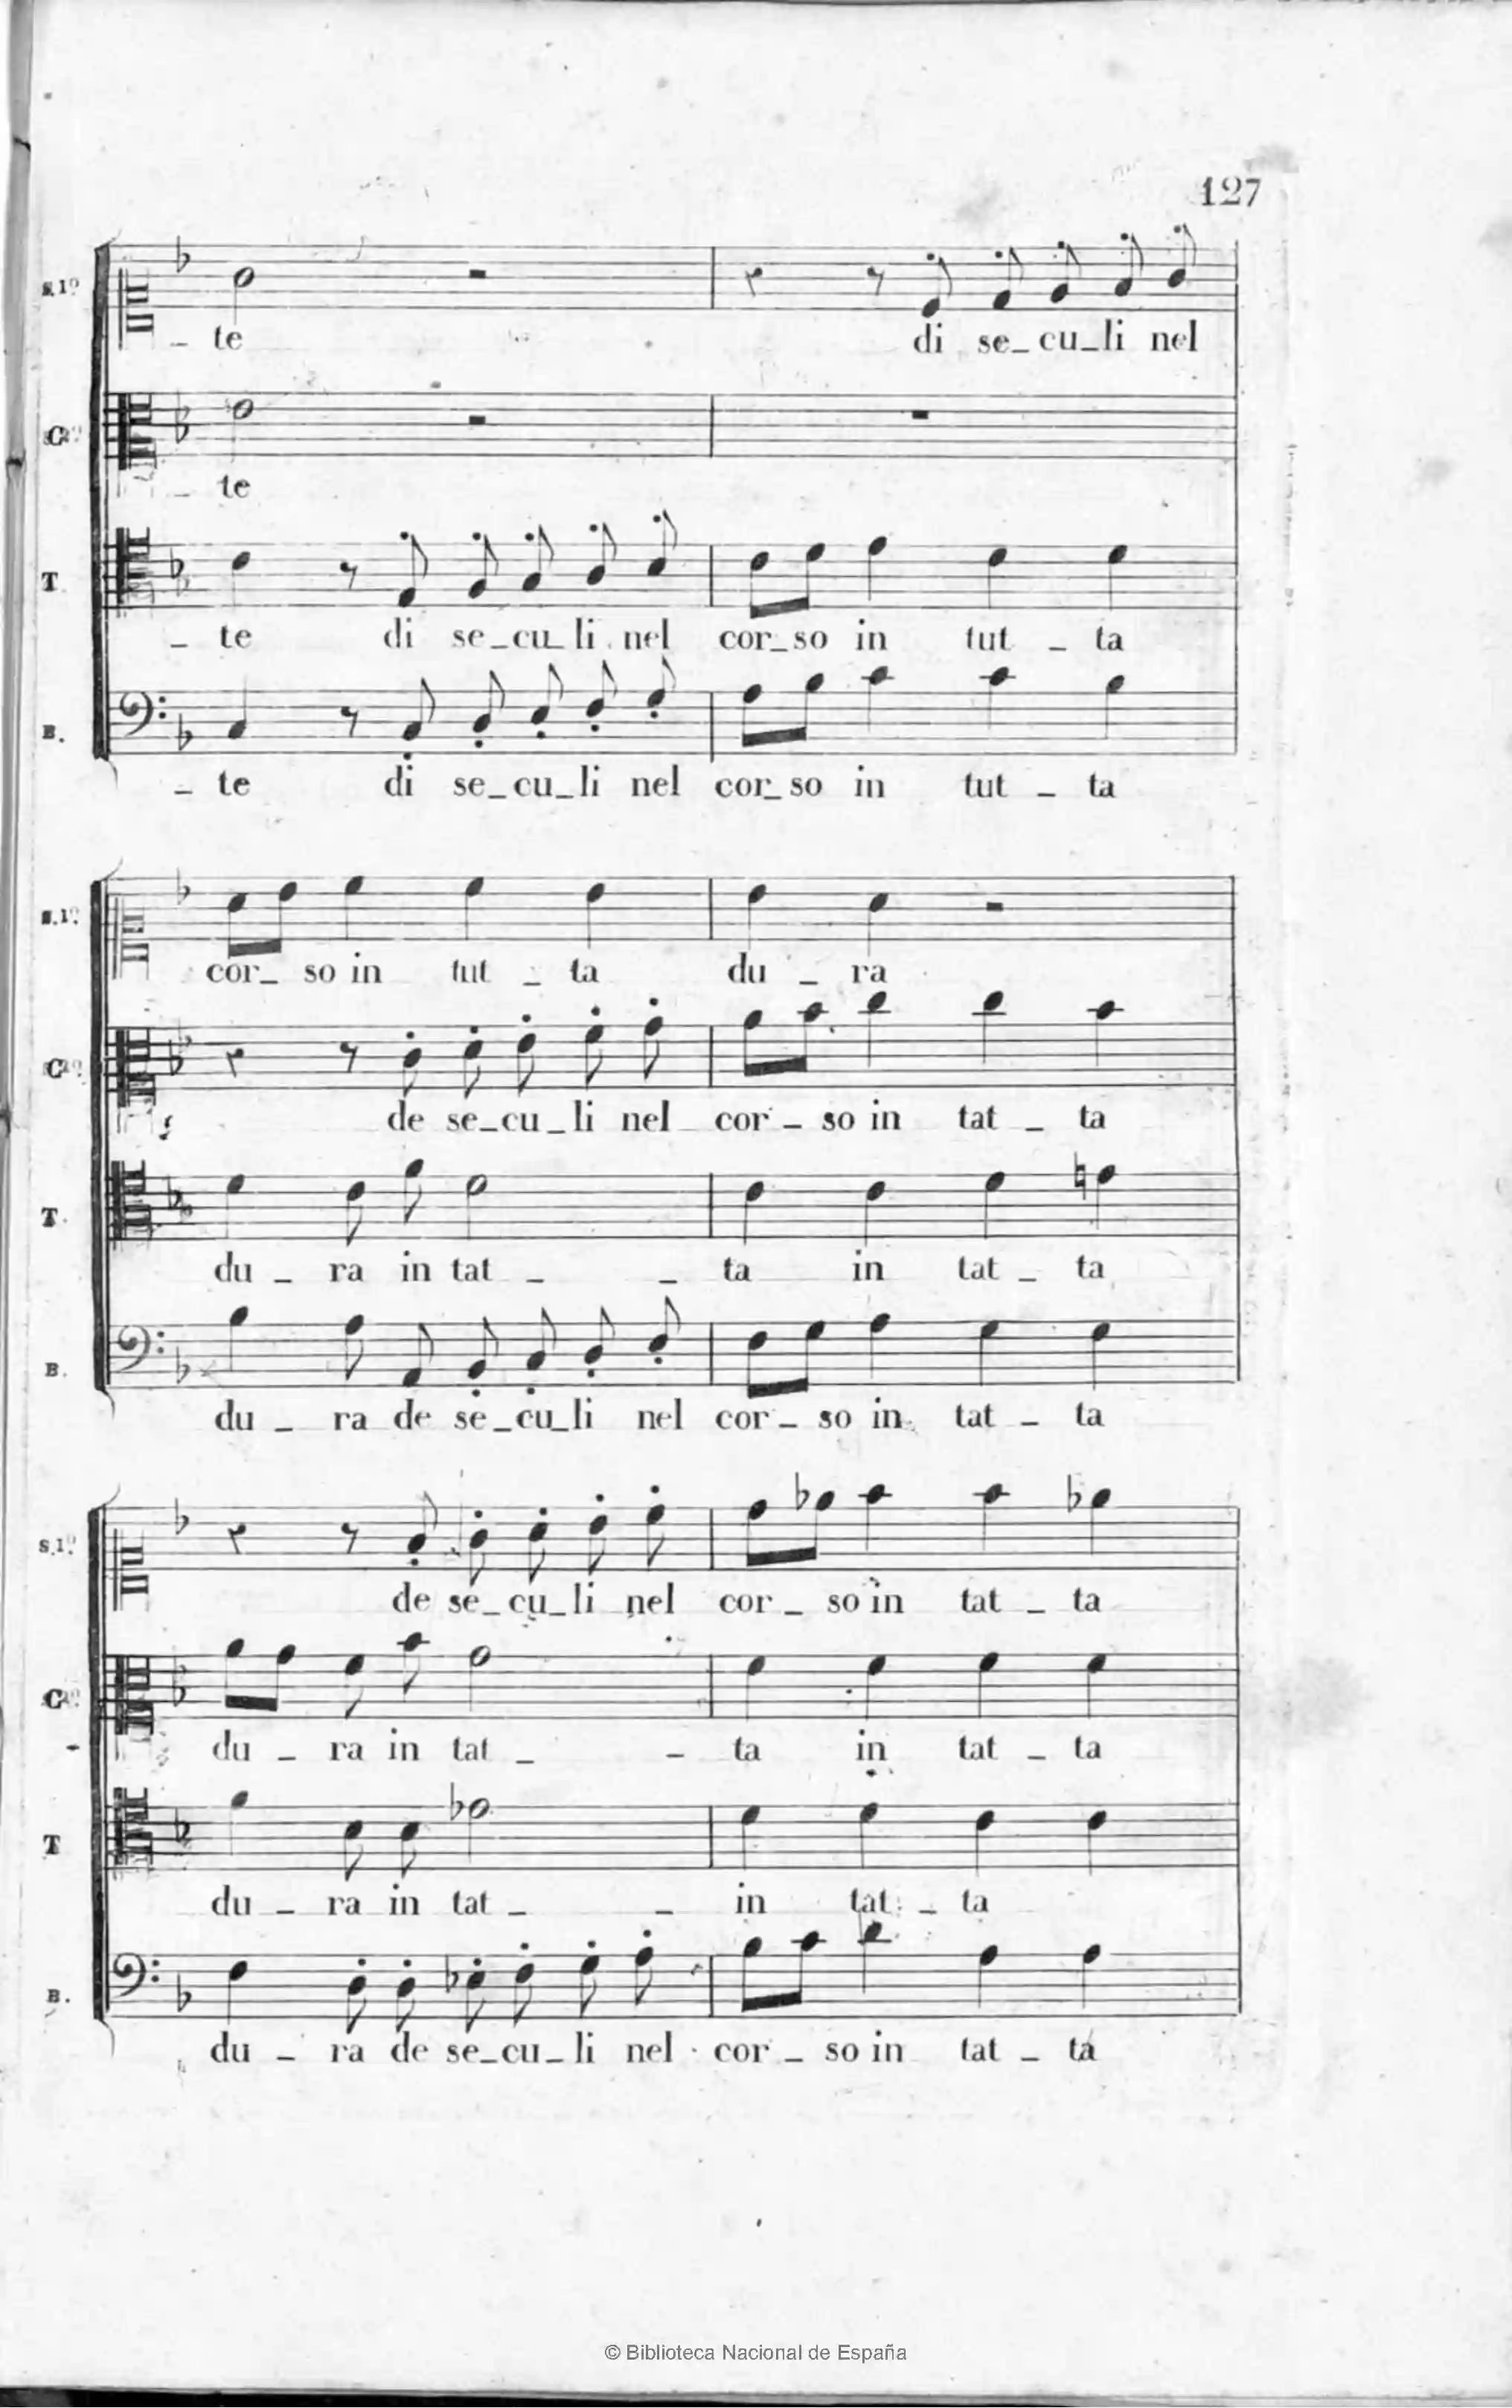 127
S.1º
_ te di se_cu_li nel
C
_ te
T.
_ te di se_cu_li nel cor_so in tut _ ta
B.
_ te di se_cu_li nel cor_so in tut _ ta
S.1º
cor_ so in tut _ ta du _ ra
C
de se_cu_li nel cor _ so in tat _ ta
T.
du _ ra in tat _ _ ta in tat _ ta
B.
du _ ra de se_cu_li nel cor _ so in tat _ ta
S.1º
de se_cu_li nel cor _ so in tat _ ta
C
du _ ra in tat _ _ ta in tat _ ta
T
du _ ra in tat _ _ in tat _ ta
B.
du _ ra de se_cu_li nel cor _ so in tat _ ta
© Biblioteca Nacional de España